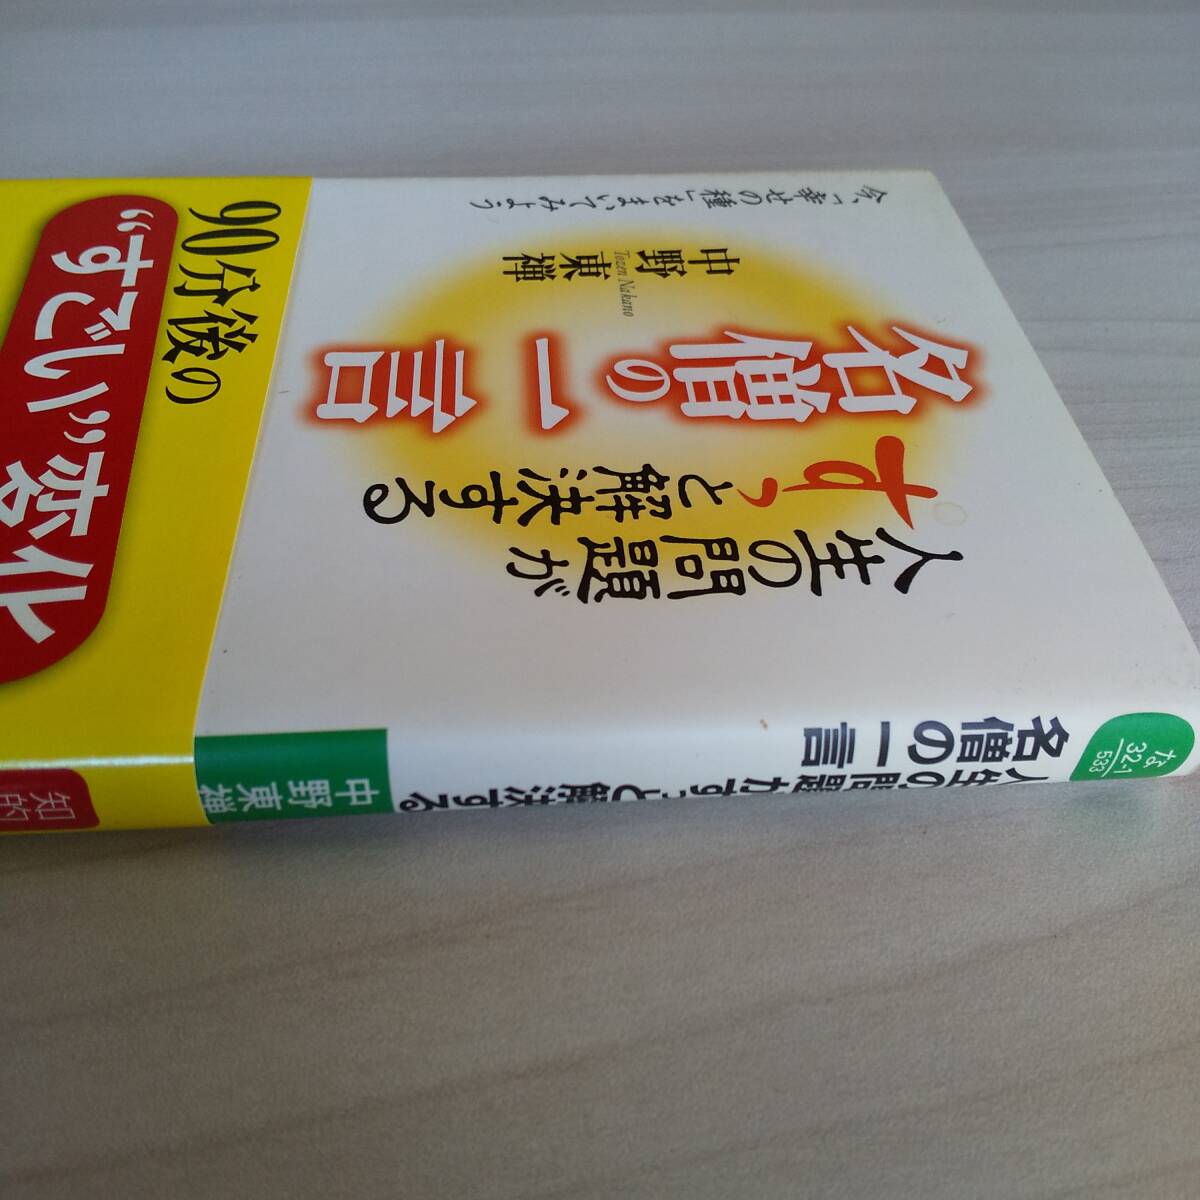 人生の問題が
すっと解決する
名僧の一言
中野東禅
Tozen Nakano
今、「幸せの種」をまいてみよう
90分後の
“すごい”変化
な
32-1
533
人生の問題がすっと解決する
名僧の一言
中野東禅
知的